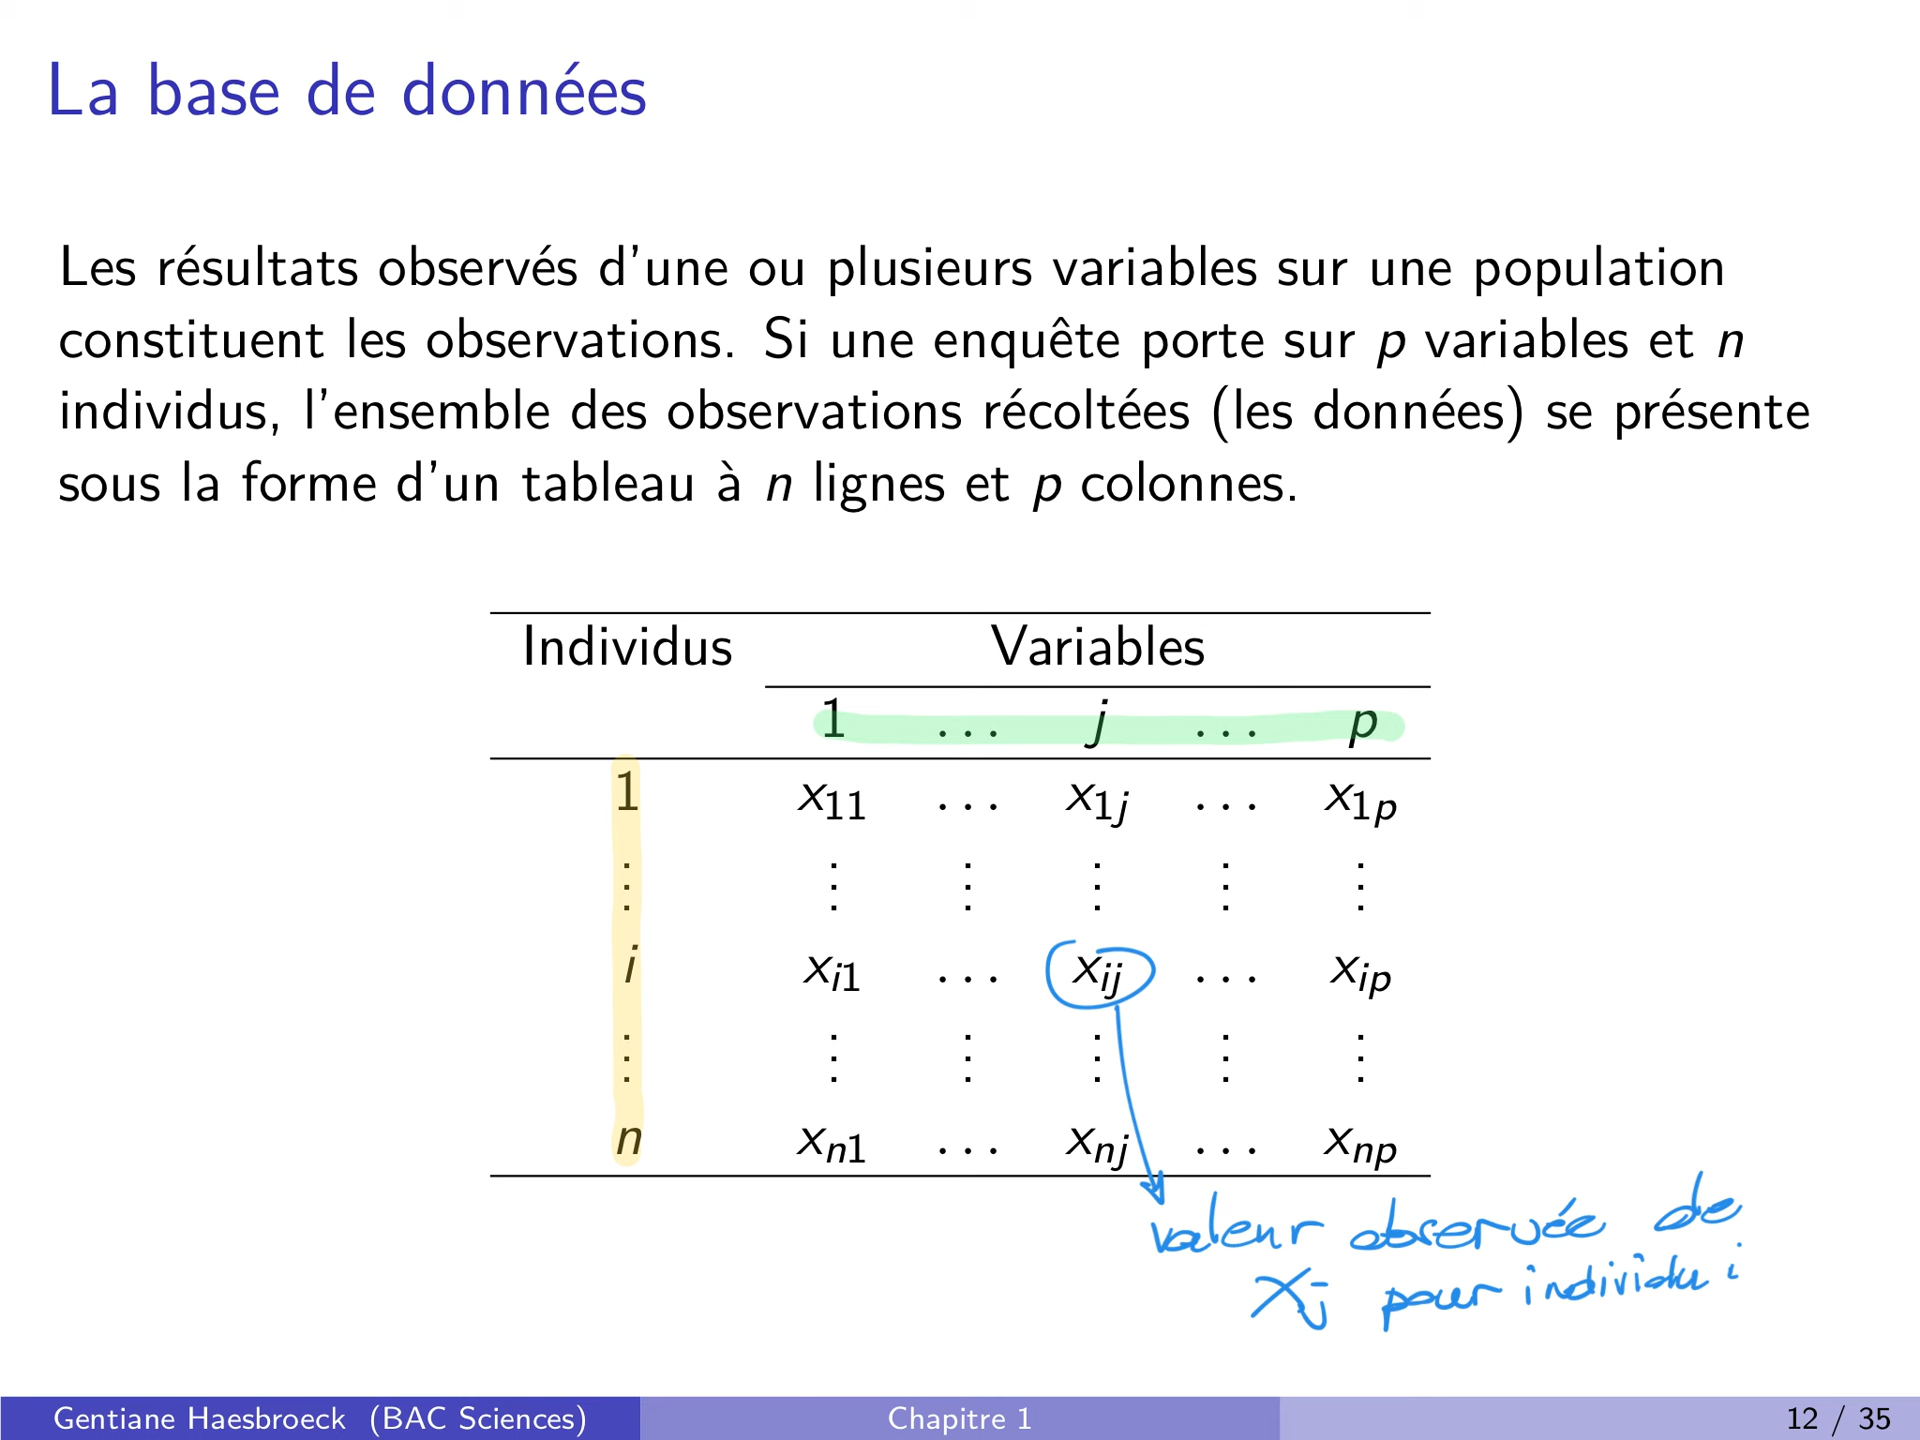 La base de données
Les résultats observés d'une ou plusieurs variables sur une population
constituent les observations. Si une enquête porte sur p variables et n
individus, l'ensemble des observations récoltées (les données) se présente
sous la forme d'un tableau à n lignes et p colonnes.
Individus Variables
1 ... j ... p
1 x11 ... x1j ... x1p
⋮ ⋮ ⋮ ⋮ ⋮ ⋮
i xi1 ... xij ... xip
⋮ ⋮ ⋮ ⋮ ⋮ ⋮
n xn1 ... xnj ... xnp
valeur observée de
Xj pour individu i
Gentiane Haesbroeck (BAC Sciences) Chapitre 1 12 / 35